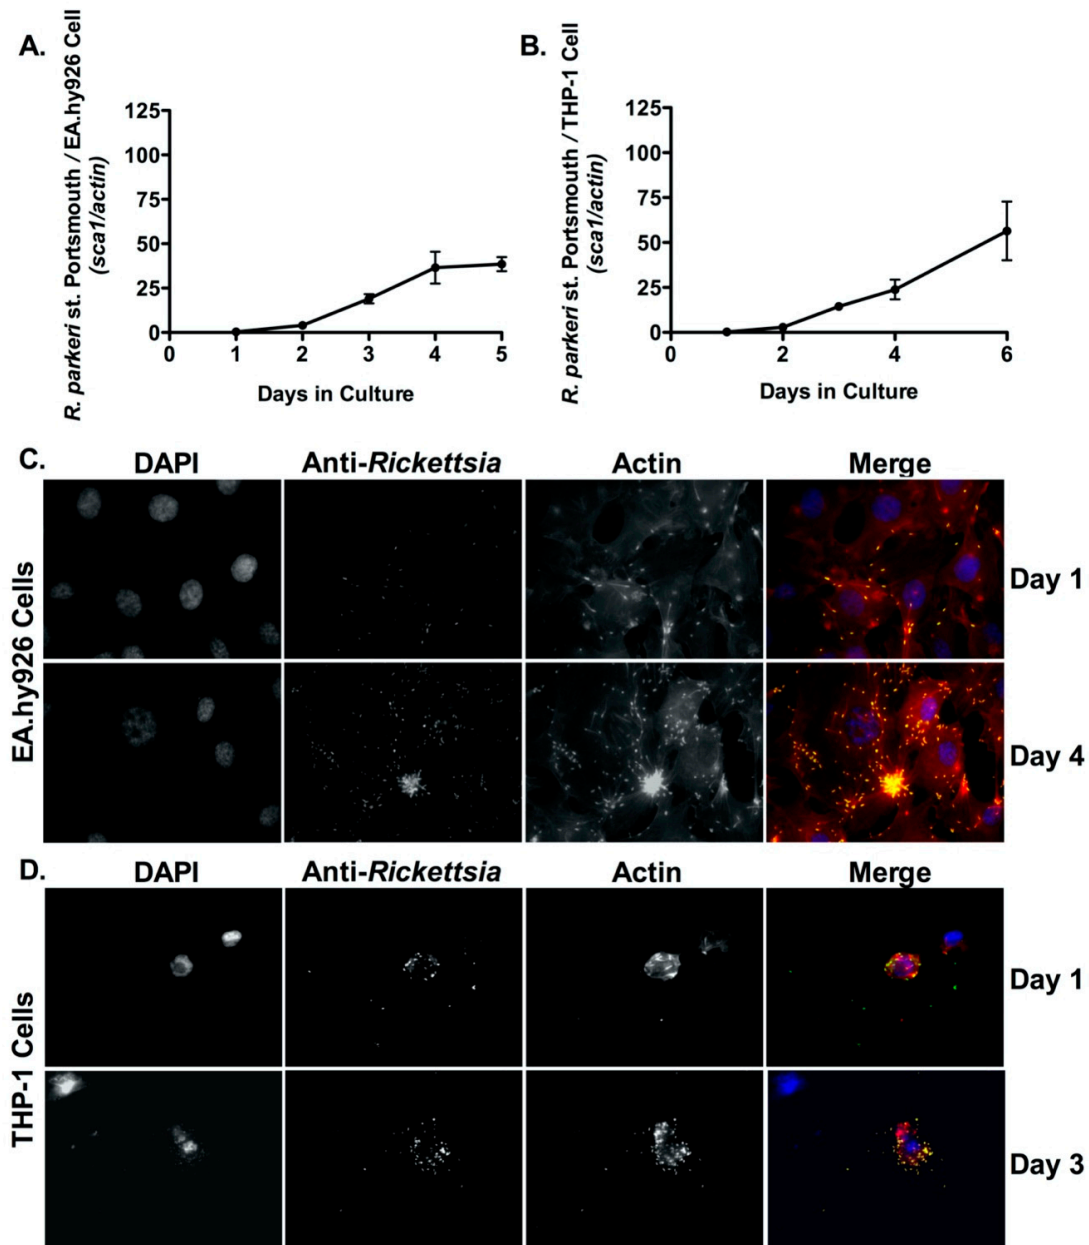 A.
R. parkeri st. Portsmouth / EA.hy926 Cell
(sca1/actin)
125
100
75
50
25
0
0 1 2 3 4 5
Days in Culture
B.
R. parkeri st. Portsmouth / THP-1 Cell
(sca1/actin)
125
100
75
50
25
0
0 2 4 6
Days in Culture
C.
DAPI Anti-Rickettsia Actin Merge
EA.hy926 Cells
Day 1
Day 4
D.
DAPI Anti-Rickettsia Actin Merge
THP-1 Cells
Day 1
Day 3